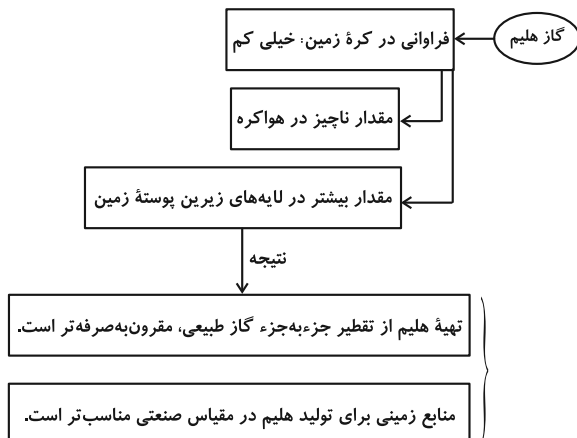 گاز هلیم
فراوانی در کرهٔ زمین: خیلی کم
مقدار ناچیز در هواکره
مقدار بیشتر در لایه‌های زیرین پوستهٔ زمین
نتیجه
تهیهٔ هلیم از تقطیر جزءبه‌جزء گاز طبیعی، مقرون‌به‌صرفه‌تر است.
منابع زمینی برای تولید هلیم در مقیاس صنعتی مناسب‌تر است.